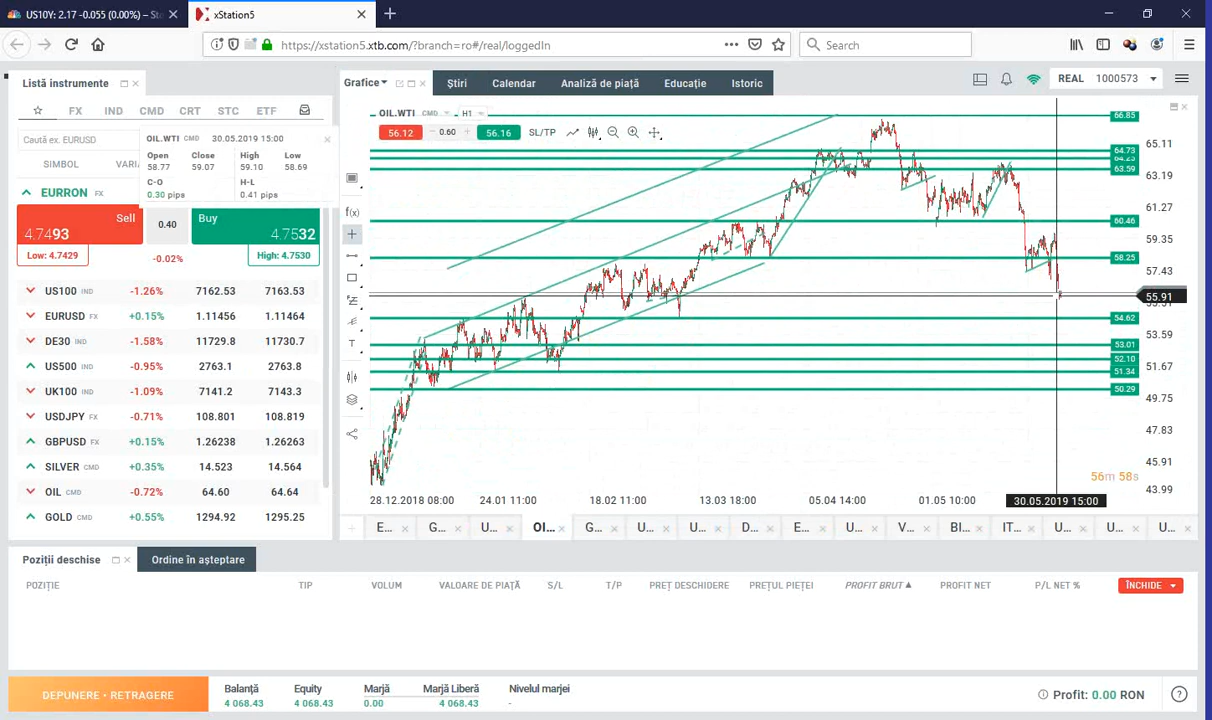 US10Y: 2.17 -0.055 (0.00%) – St
xStation5
https://xstation5.xtb.com/?branch=ro#/real/loggedIn
Search
Listă instrumente
Grafice
Știri
Calendar
Analiză de piață
Educație
Istoric
REAL 1000573
FX IND CMD CRT STC ETF
Caută ex. EURUSD
SIMBOL
VARIA
OIL.WTI CMD 30.05.2019 15:00
Open Close High Low
58.77 59.07 59.10 58.69
C-O H-L
0.30 pips 0.41 pips
EURRON FX
Sell
4.7493
Low: 4.7429
0.40
-0.02%
Buy
4.7532
High: 4.7530
US100 IND -1.26% 7162.53 7163.53
EURUSD FX +0.15% 1.11456 1.11464
DE30 IND -1.58% 11729.8 11730.7
US500 IND -0.95% 2763.1 2763.8
UK100 IND -1.09% 7141.2 7143.3
USDJPY FX -0.71% 108.801 108.819
GBPUSD FX +0.15% 1.26238 1.26263
SILVER CMD +0.35% 14.523 14.564
OIL CMD -0.72% 64.60 64.64
GOLD CMD +0.55% 1294.92 1295.25
OIL.WTI CMD H1
56.12 0.60 56.16 SL/TP
f(x)
T
66.85
65.11
64.73
63.59
63.19
61.27
60.46
59.35
58.25
57.43
55.91
54.62
53.59
53.01
52.10
51.34
51.67
50.29
49.75
47.83
45.91
43.99
56m 58s
28.12.2018 08:00 24.01 11:00 18.02 11:00 13.03 18:00 05.04 14:00 01.05 10:00 30.05.2019 15:00
E... G... U... OI... G... U... U... D... E... U... V... BI... IT... U... U... U...
Poziții deschise
Ordine în așteptare
POZIȚIE TIP VOLUM VALOARE DE PIAȚĂ S/L T/P PREȚ DESCHIDERE PREȚUL PIEȚEI PROFIT BRUT PROFIT NET P/L NET % ÎNCHIDE
DEPUNERE • RETRAGERE
Balanță Equity Marjă Marjă Liberă Nivelul marjei
4 068.43 4 068.43 0.00 4 068.43 -
Profit: 0.00 RON